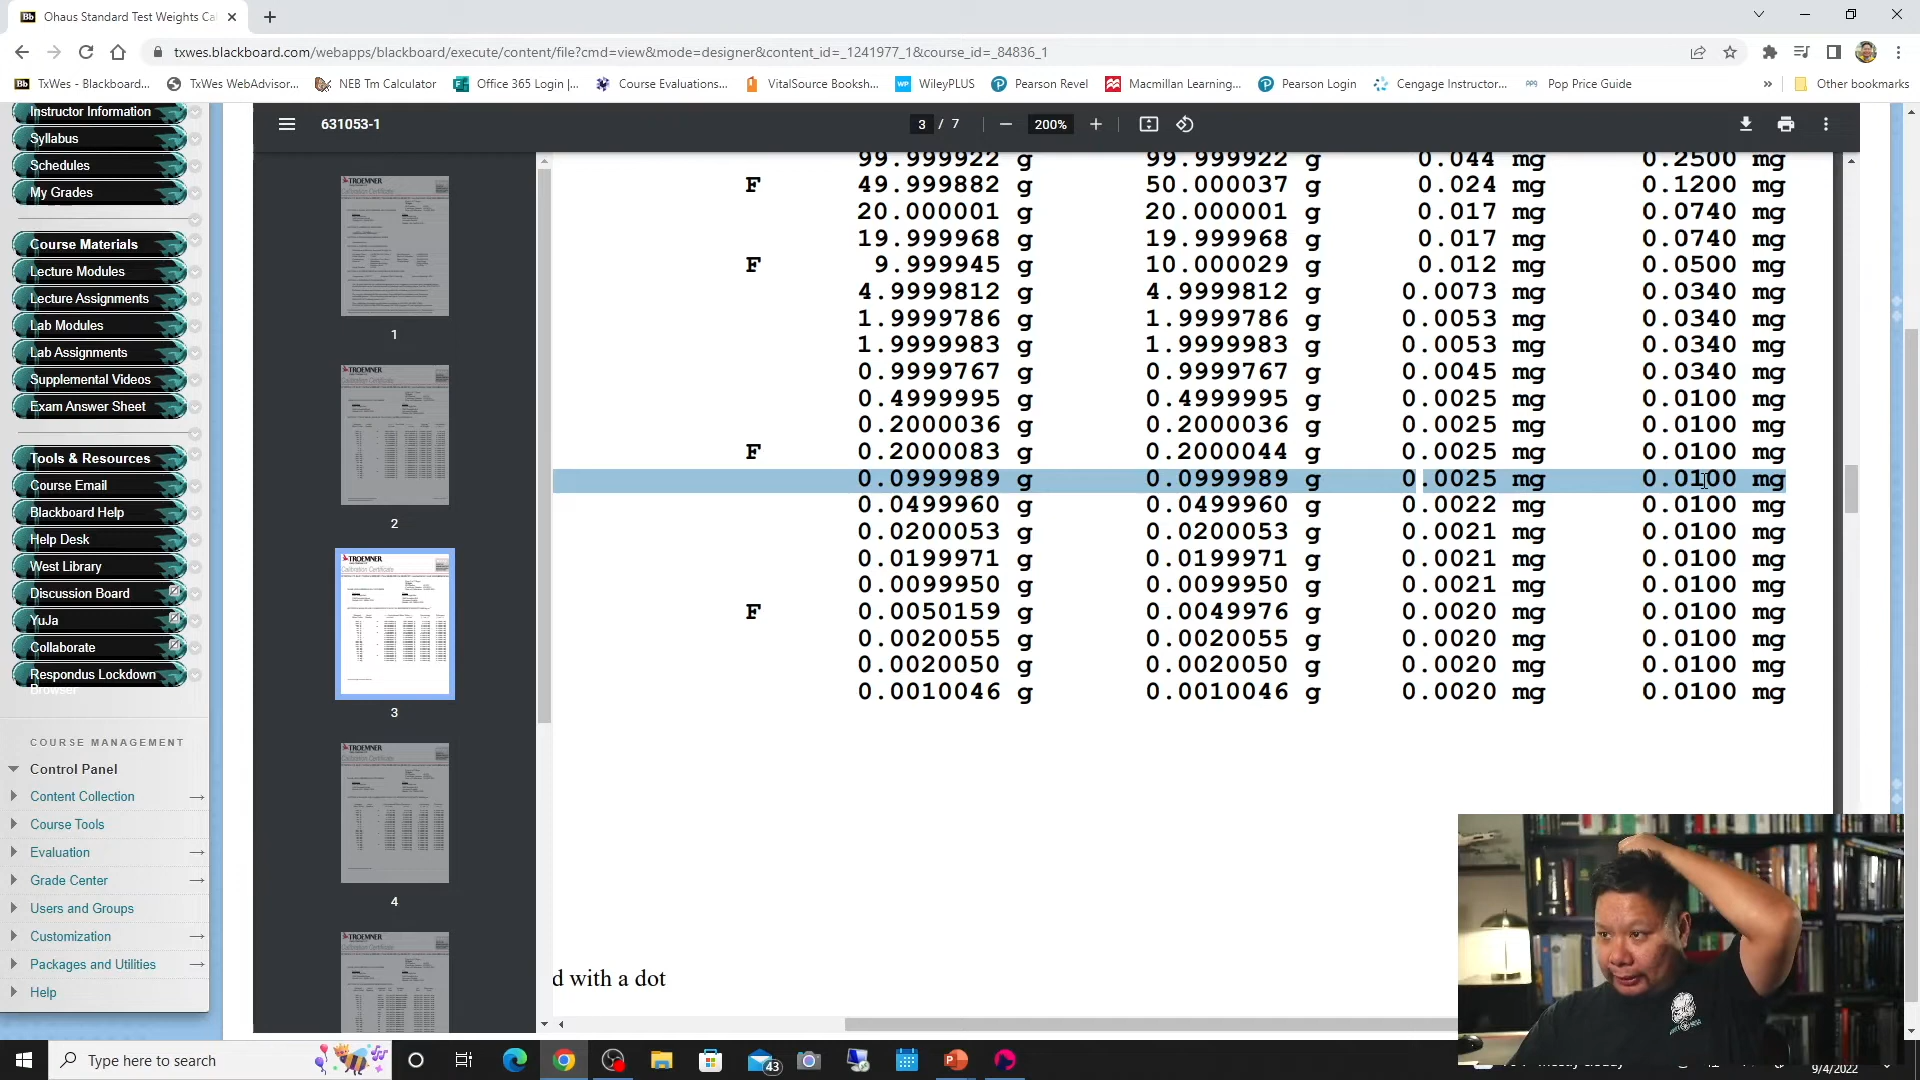 Ohaus Standard Test Weights Ca
txwes.blackboard.com/webapps/blackboard/execute/content/file?cmd=view&mode=designer&content_id=_1241977_1&course_id=_84836_1
TxWes - Blackboard... TxWes WebAdvisor... NEB Tm Calculator Office 365 Login |... Course Evaluations... VitalSource Booksh... WileyPLUS Pearson Revel Macmillan Learning... Pearson Login Cengage Instructor... Pop Price Guide » Other bookmarks
Instructor Information
Syllabus
Schedules
My Grades
Course Materials
Lecture Modules
Lecture Assignments
Lab Modules
Lab Assignments
Supplemental Videos
Exam Answer Sheet
Tools & Resources
Course Email
Blackboard Help
Help Desk
West Library
Discussion Board
YuJa
Collaborate
Respondus Lockdown
Browser
COURSE MANAGEMENT
Control Panel
Content Collection
Course Tools
Evaluation
Grade Center
Users and Groups
Customization
Packages and Utilities
Help
631053-1 3 / 7 200%
TROEMNER
Calibration Certificate
1
TROEMNER
Calibration Certificate
2
TROEMNER
Calibration Certificate
3
TROEMNER
Calibration Certificate
4
TROEMNER
Calibration Certificate
99.999922 g 99.999922 g 0.044 mg 0.2500 mg
F 49.999882 g 50.000037 g 0.024 mg 0.1200 mg
20.000001 g 20.000001 g 0.017 mg 0.0740 mg
19.999968 g 19.999968 g 0.017 mg 0.0740 mg
F 9.999945 g 10.000029 g 0.012 mg 0.0500 mg
4.9999812 g 4.9999812 g 0.0073 mg 0.0340 mg
1.9999786 g 1.9999786 g 0.0053 mg 0.0340 mg
1.9999983 g 1.9999983 g 0.0053 mg 0.0340 mg
0.9999767 g 0.9999767 g 0.0045 mg 0.0340 mg
0.4999995 g 0.4999995 g 0.0025 mg 0.0100 mg
0.2000036 g 0.2000036 g 0.0025 mg 0.0100 mg
F 0.2000083 g 0.2000044 g 0.0025 mg 0.0100 mg
0.0999989 g 0.0999989 g 0.0025 mg 0.0100 mg
0.0499960 g 0.0499960 g 0.0022 mg 0.0100 mg
0.0200053 g 0.0200053 g 0.0021 mg 0.0100 mg
0.0199971 g 0.0199971 g 0.0021 mg 0.0100 mg
0.0099950 g 0.0099950 g 0.0021 mg 0.0100 mg
F 0.0050159 g 0.0049976 g 0.0020 mg 0.0100 mg
0.0020055 g 0.0020055 g 0.0020 mg 0.0100 mg
0.0020050 g 0.0020050 g 0.0020 mg 0.0100 mg
0.0010046 g 0.0010046 g 0.0020 mg 0.0100 mg
d with a dot
Type here to search
43
9/4/2022